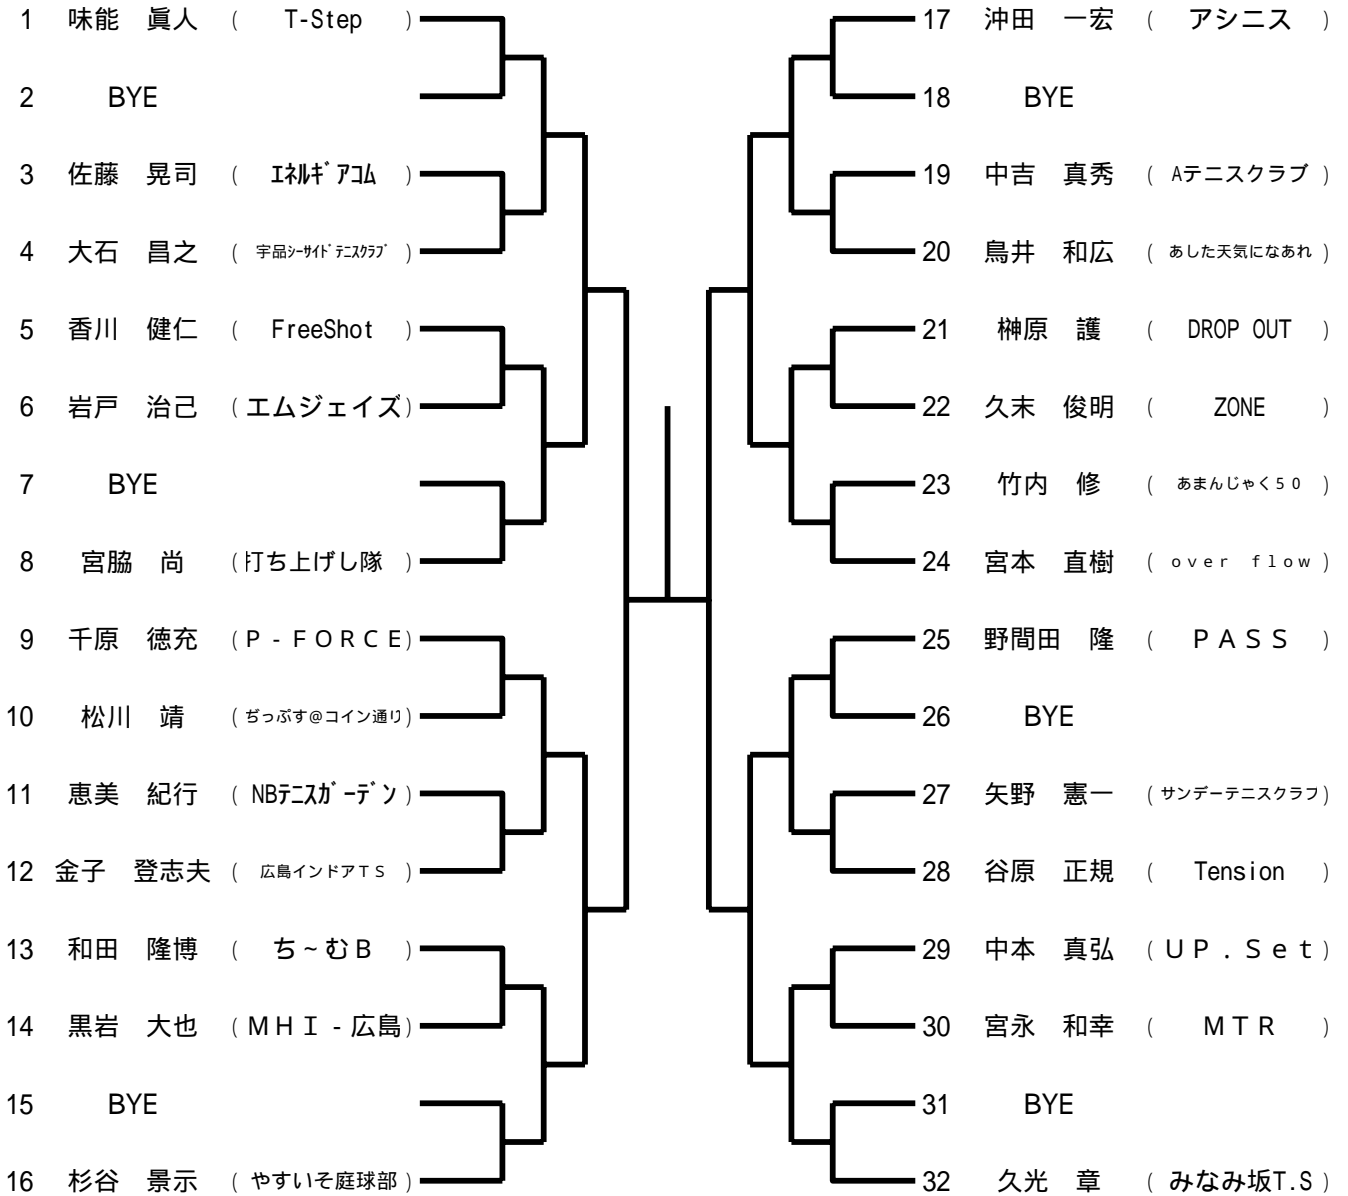 1 味能 眞人 ( T-Step )
2 BYE
3 佐藤 晃司 ( ｴﾈﾙｷﾞｱｺﾑ )
4 大石 昌之 ( 宇品ｼｰｻｲﾄﾞﾃﾆｽｸﾗﾌﾞ )
5 香川 健仁 ( FreeShot )
6 岩戸 治己 ( エムジェイズ )
7 BYE
8 宮脇 尚 ( 打ち上げし隊 )
9 千原 徳充 ( Ｐ-ＦＯＲＣＥ )
10 松川 靖 ( ぢっぷす＠コイン通り )
11 恵美 紀行 ( NBﾃﾆｽｶﾞｰﾃﾞﾝ )
12 金子 登志夫 ( 広島インドアＴＳ )
13 和田 隆博 ( ち～むＢ )
14 黒岩 大也 ( ＭＨＩ-広島 )
15 BYE
16 杉谷 景示 ( やすいそ庭球部 )
17 沖田 一宏 ( アシニス )
18 BYE
19 中吉 真秀 ( Aテニスクラブ )
20 鳥井 和広 ( あした天気になあれ )
21 榊原 護 ( DROP OUT )
22 久末 俊明 ( ZONE )
23 竹内 修 ( あまんじゃく５０ )
24 宮本 直樹 ( ｏｖｅｒ ｆｌｏｗ )
25 野間田 隆 ( ＰＡＳＳ )
26 BYE
27 矢野 憲一 ( サンデーテニスクラブ )
28 谷原 正規 ( Tension )
29 中本 真弘 ( ＵＰ．Ｓｅｔ )
30 宮永 和幸 ( ＭＴＲ )
31 BYE
32 久光 章 ( みなみ坂T.S )